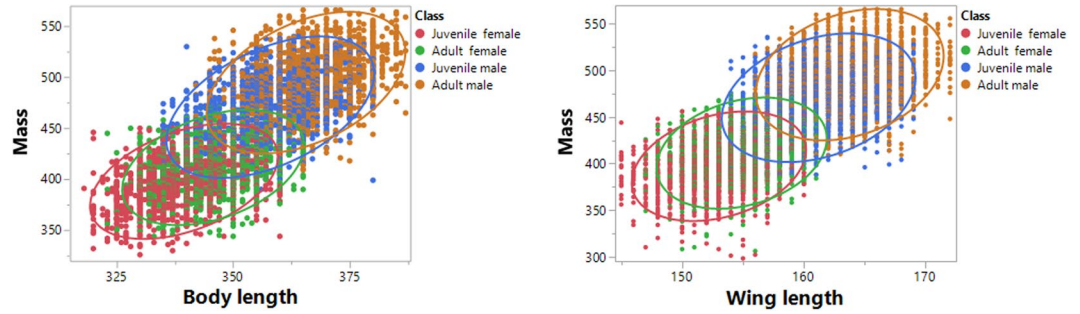 550
500
450
400
350
Mass
325
350
375
Body length
Class
Juvenile female
Adult female
Juvenile male
Adult male
550
500
450
400
350
300
Mass
150
160
170
Wing length
Class
Juvenile female
Adult female
Juvenile male
Adult male